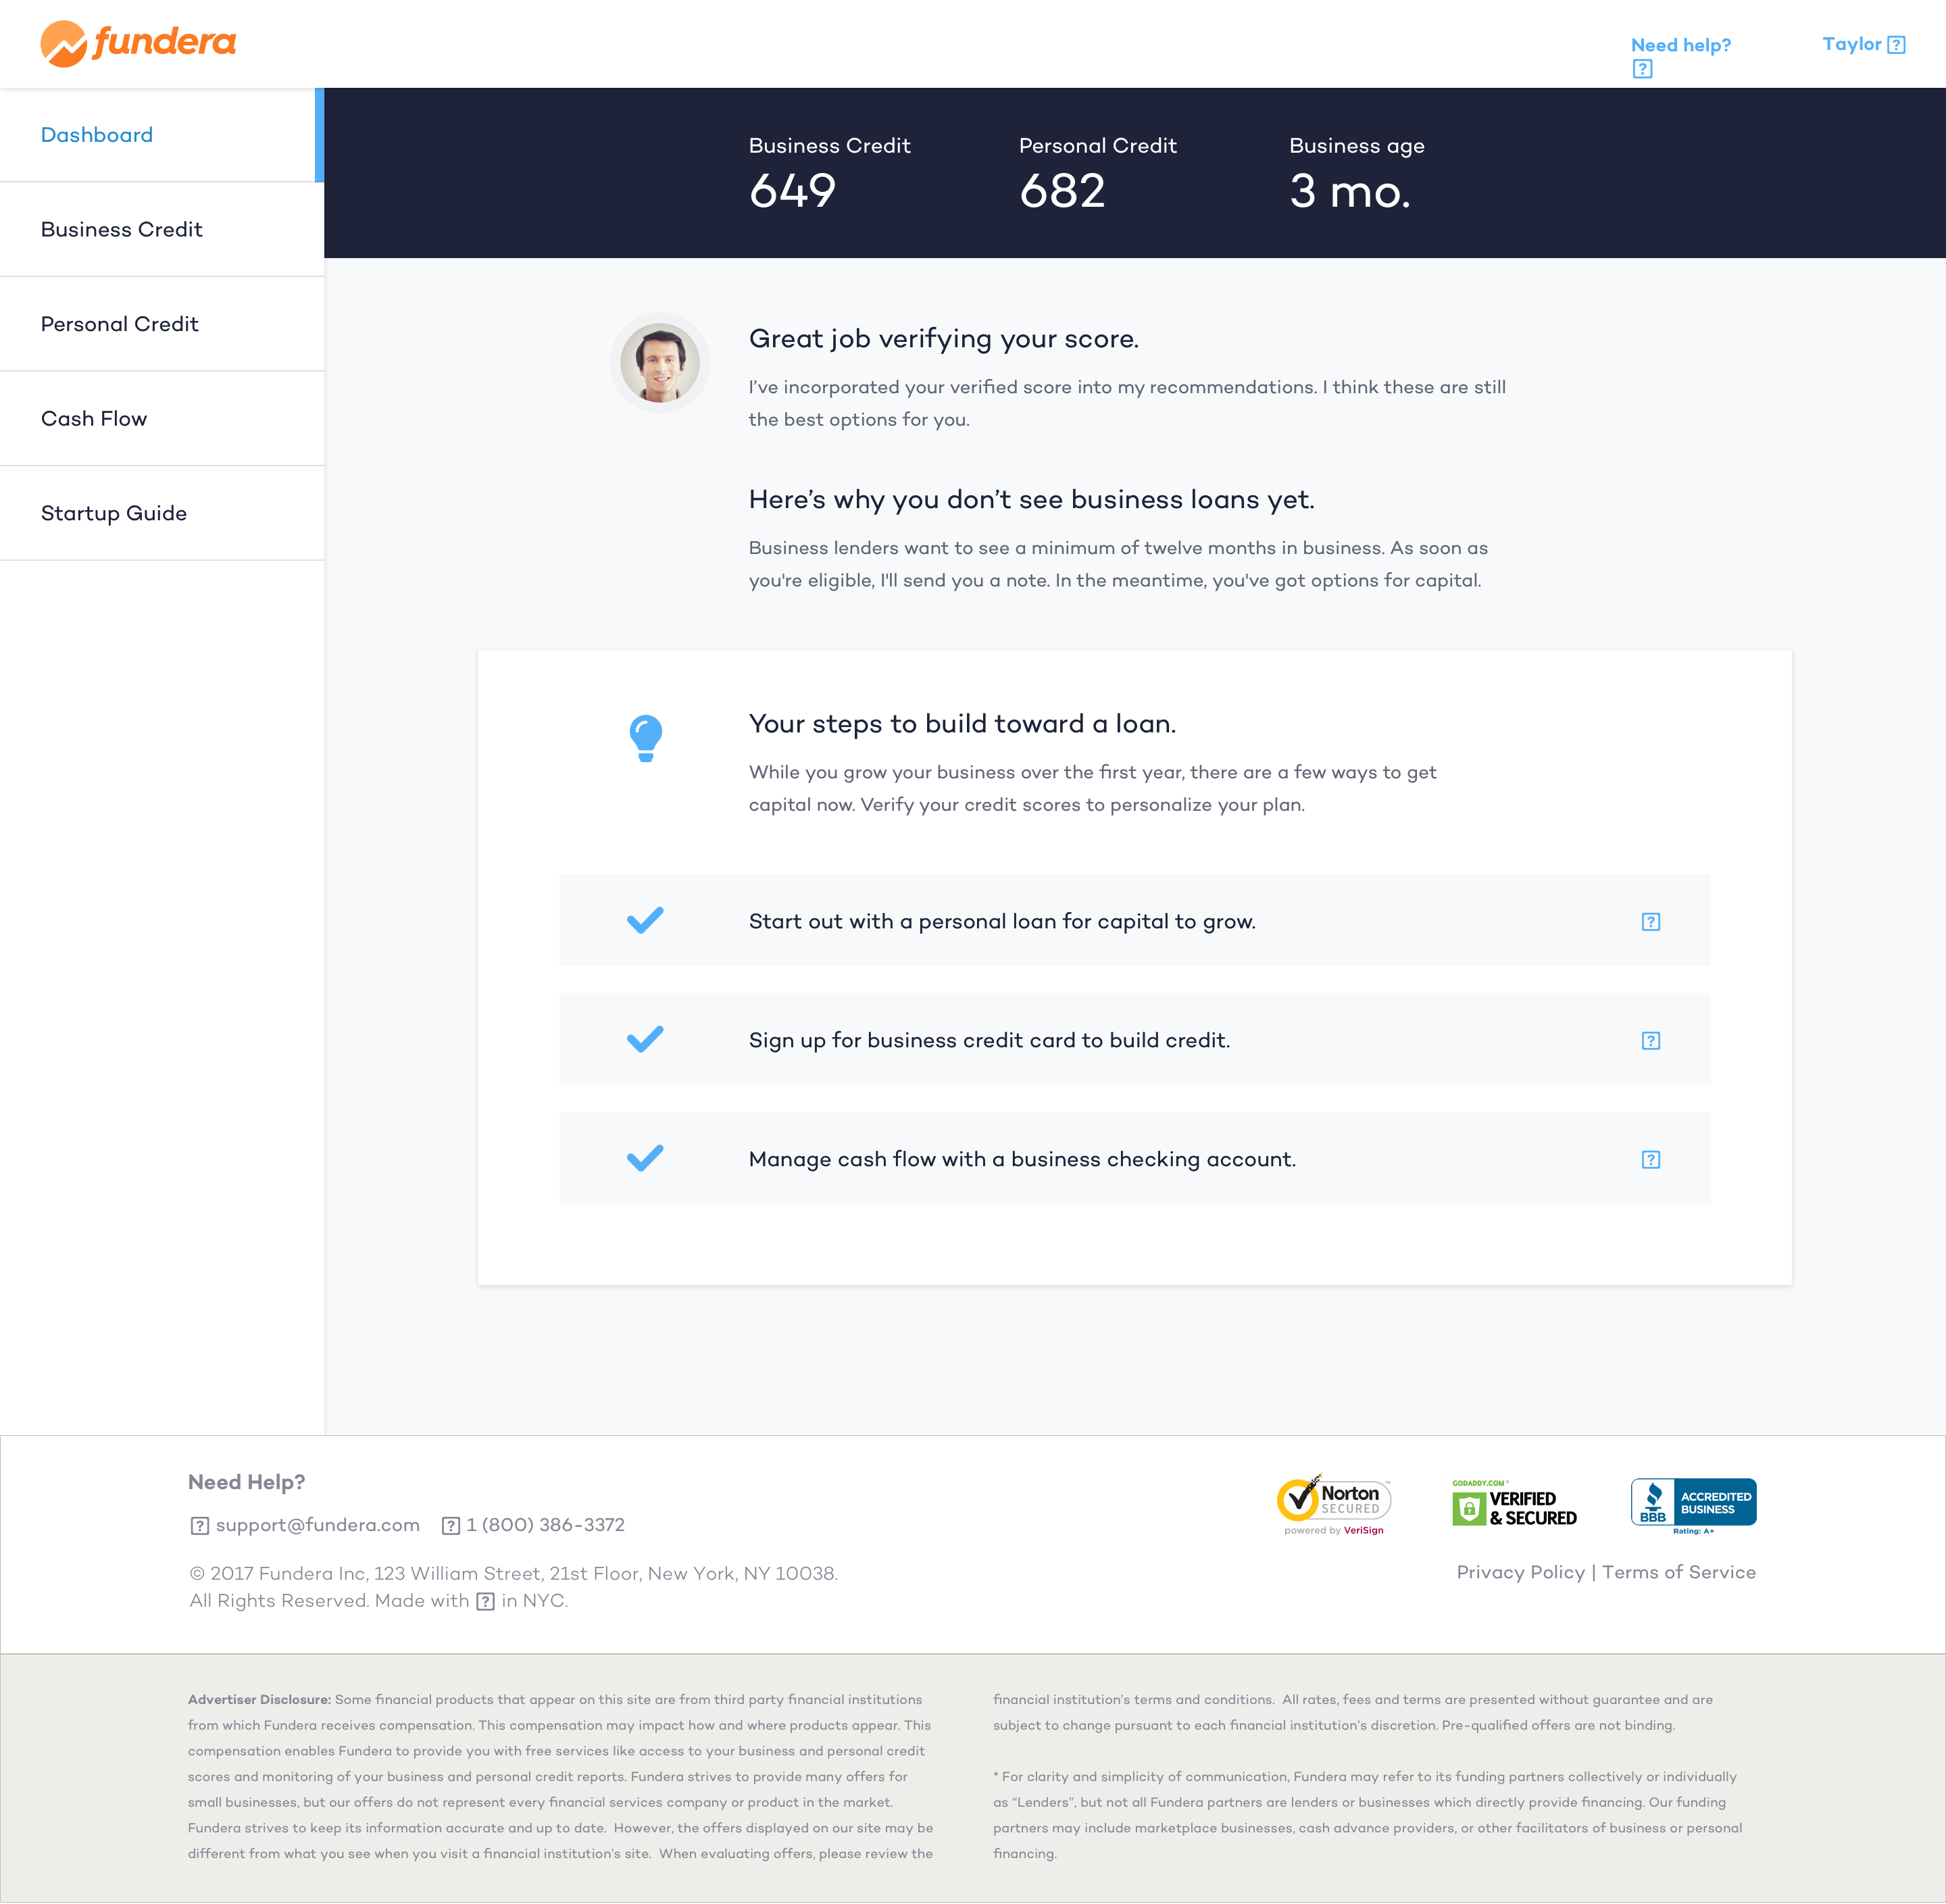 fundera
Need help?
Taylor
Dashboard
Business Credit
Personal Credit
Cash Flow
Startup Guide
Business Credit
649
Personal Credit
682
Business age
3 mo.
Great job verifying your score.
I’ve incorporated your verified score into my recommendations. I think these are still
the best options for you.
Here’s why you don’t see business loans yet.
Business lenders want to see a minimum of twelve months in business. As soon as
you're eligible, I'll send you a note. In the meantime, you've got options for capital.
Your steps to build toward a loan.
While you grow your business over the first year, there are a few ways to get
capital now. Verify your credit scores to personalize your plan.
Start out with a personal loan for capital to grow.
Sign up for business credit card to build credit.
Manage cash flow with a business checking account.
Need Help?
support@fundera.com 1 (800) 386-3372
© 2017 Fundera Inc, 123 William Street, 21st Floor, New York, NY 10038.
All Rights Reserved. Made with in NYC.
Norton
SECURED
powered by VeriSign
GODADDY.COM
VERIFIED
& SECURED
BBB
ACCREDITED
BUSINESS
Rating: A+
Privacy Policy | Terms of Service
Advertiser Disclosure: Some financial products that appear on this site are from third party financial institutions
from which Fundera receives compensation. This compensation may impact how and where products appear. This
compensation enables Fundera to provide you with free services like access to your business and personal credit
scores and monitoring of your business and personal credit reports. Fundera strives to provide many offers for
small businesses, but our offers do not represent every financial services company or product in the market.
Fundera strives to keep its information accurate and up to date. However, the offers displayed on our site may be
different from what you see when you visit a financial institution’s site. When evaluating offers, please review the
financial institution’s terms and conditions. All rates, fees and terms are presented without guarantee and are
subject to change pursuant to each financial institution’s discretion. Pre-qualified offers are not binding.
* For clarity and simplicity of communication, Fundera may refer to its funding partners collectively or individually
as “Lenders”, but not all Fundera partners are lenders or businesses which directly provide financing. Our funding
partners may include marketplace businesses, cash advance providers, or other facilitators of business or personal
financing.